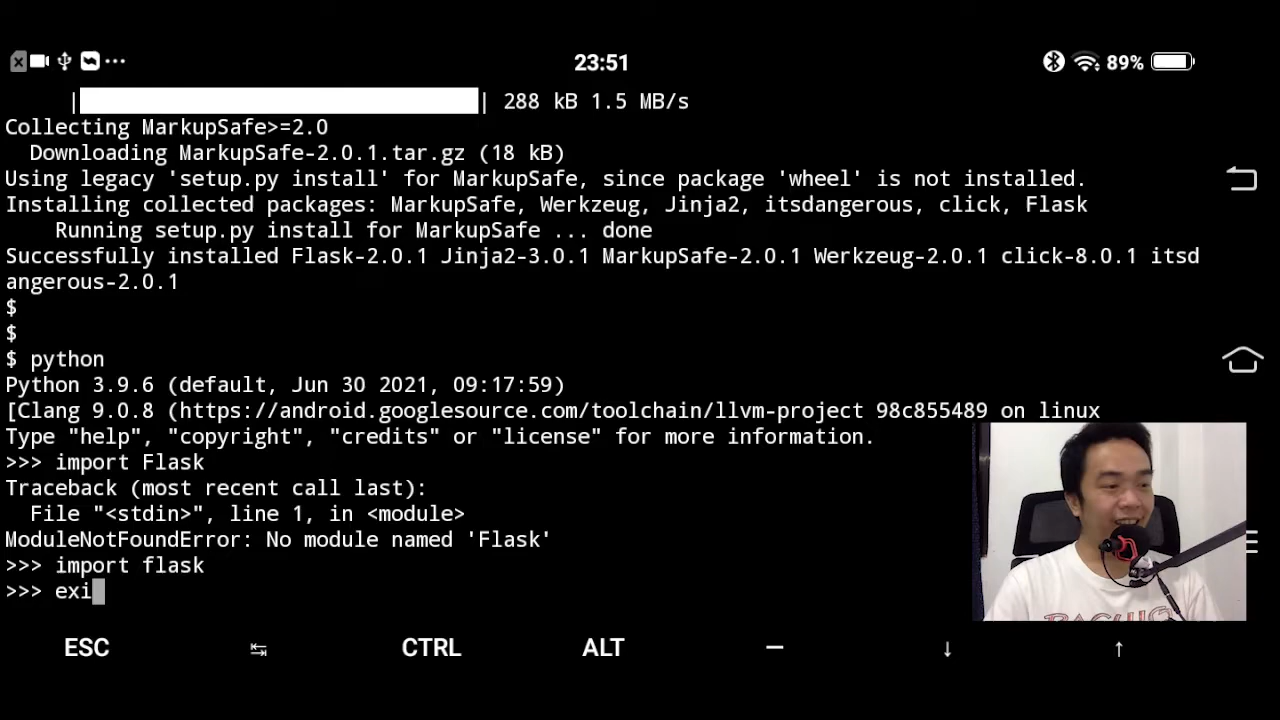 23:51
89%
| | 288 kB 1.5 MB/s
Collecting MarkupSafe>=2.0
Downloading MarkupSafe-2.0.1.tar.gz (18 kB)
Using legacy 'setup.py install' for MarkupSafe, since package 'wheel' is not installed.
Installing collected packages: MarkupSafe, Werkzeug, Jinja2, itsdangerous, click, Flask
Running setup.py install for MarkupSafe ... done
Successfully installed Flask-2.0.1 Jinja2-3.0.1 MarkupSafe-2.0.1 Werkzeug-2.0.1 click-8.0.1 itsd
angerous-2.0.1
$
$
$ python
Python 3.9.6 (default, Jun 30 2021, 09:17:59)
[Clang 9.0.8 (https://android.googlesource.com/toolchain/llvm-project 98c855489 on linux
Type "help", "copyright", "credits" or "license" for more information.
>>> import Flask
Traceback (most recent call last):
File "<stdin>", line 1, in <module>
ModuleNotFoundError: No module named 'Flask'
>>> import flask
>>> exi
ESC ↹ CTRL ALT — ↓ ↑